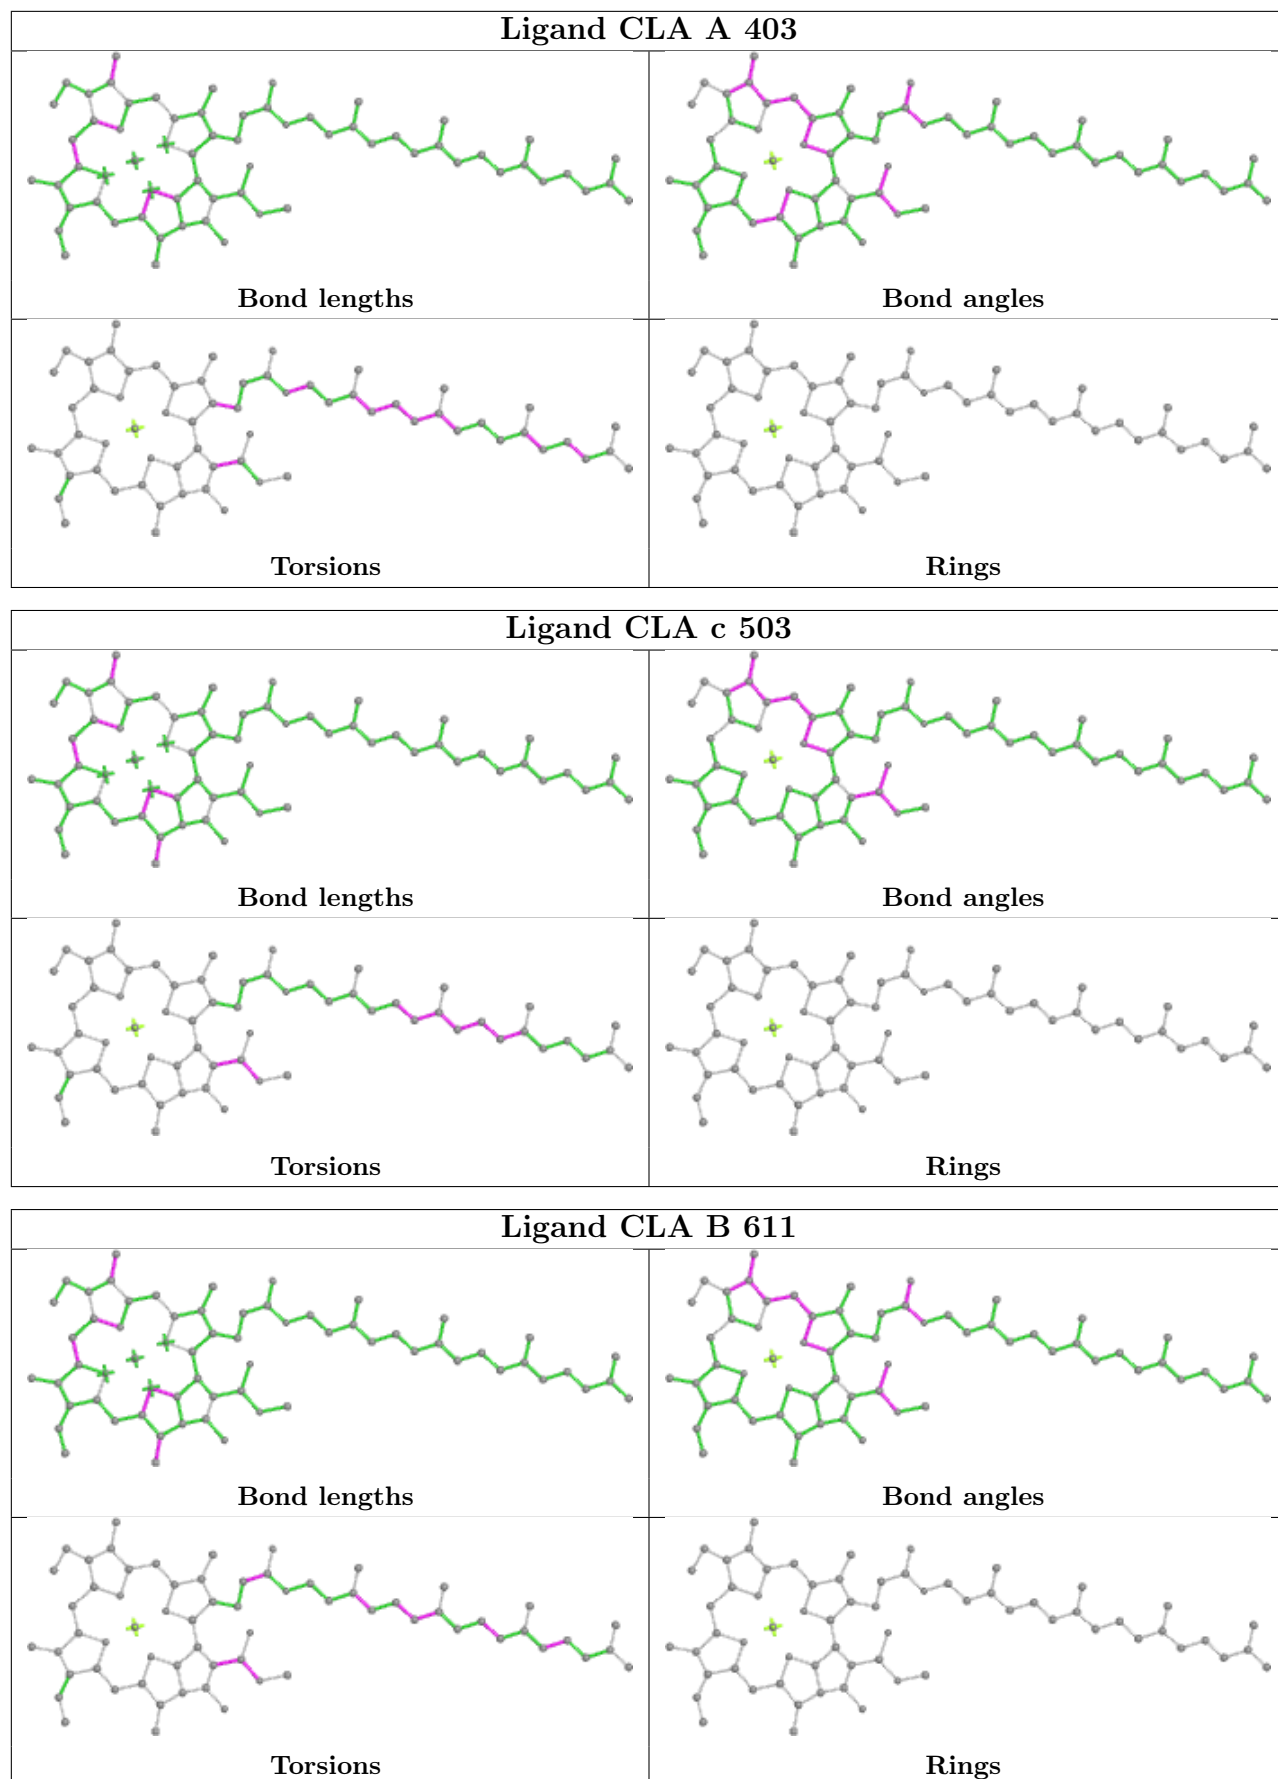 Ligand CLA A 403
Bond lengths
Bond angles
Torsions
Rings
Ligand CLA c 503
Bond lengths
Bond angles
Torsions
Rings
Ligand CLA B 611
Bond lengths
Bond angles
Torsions
Rings